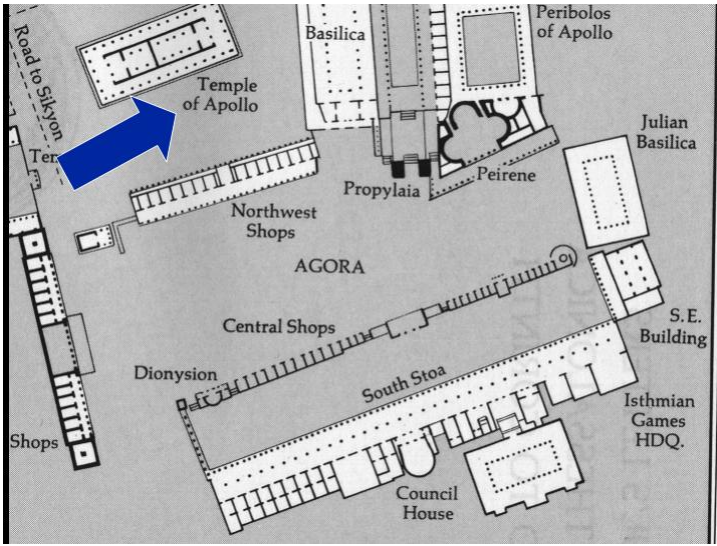 Basilica
Peribolos
of Apollo
Road to Sikyon
Temple
of Apollo
Julian
Basilica
Propylaia
Peirene
Northwest
Shops
AGORA
Central Shops
S.E.
Building
Dionysion
South Stoa
Isthmian
Games
HDQ.
Shops
Council
House